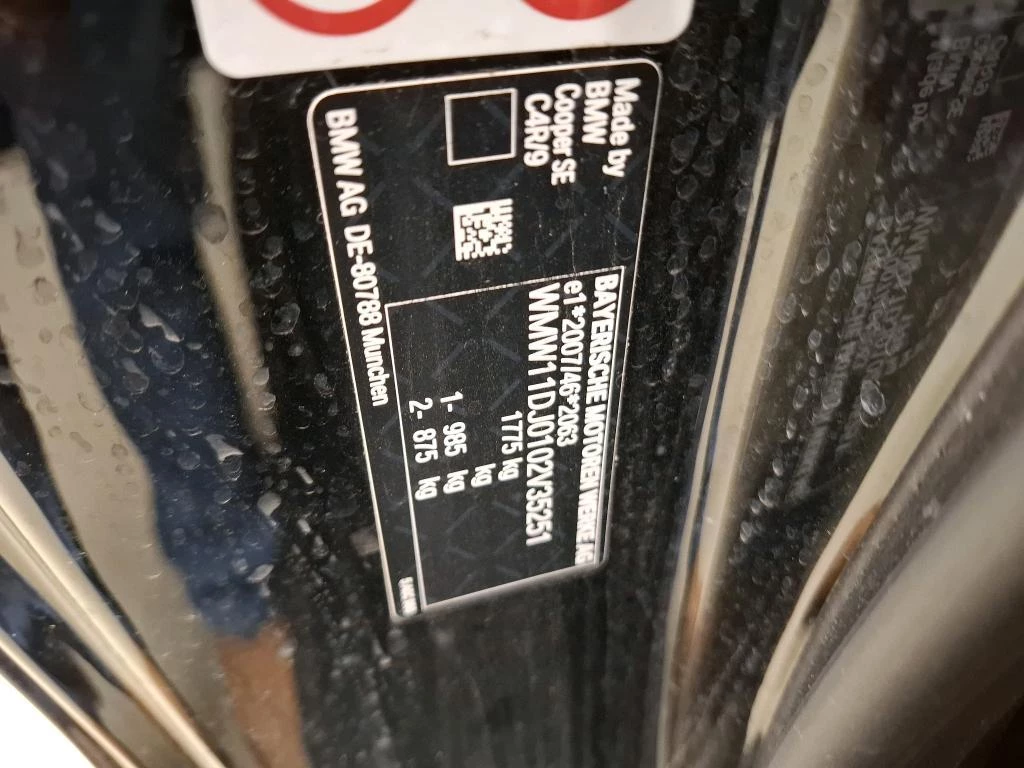 Made by
BMW
Cooper SE
C4R/9
BAYERISCHE MOTOREN WERKE AG
e1*2007/46*2063
WMW11DJ0102V35251
1775 kg
kg
1- 985 kg
2- 875 kg
BMW AG DE-80788 München